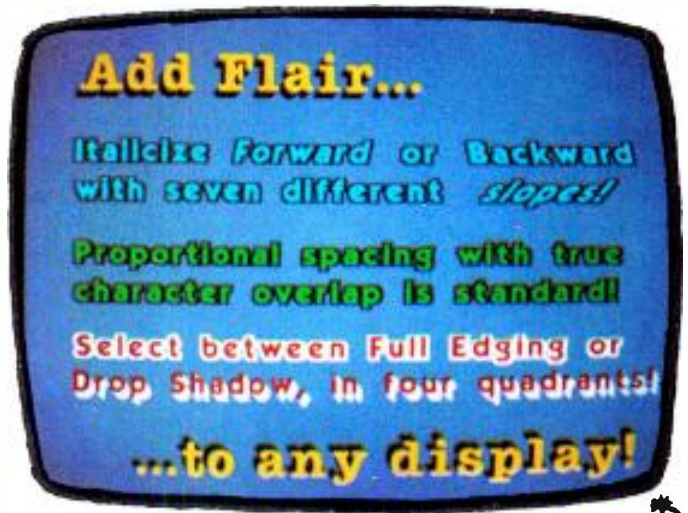 Add Flair...
Italicize Forward or Backward
with seven different slopes!
Proportional spacing with true
character overlap is standard!
Select between Full Edging or
Drop Shadow, in four quadrants!
...to any display!